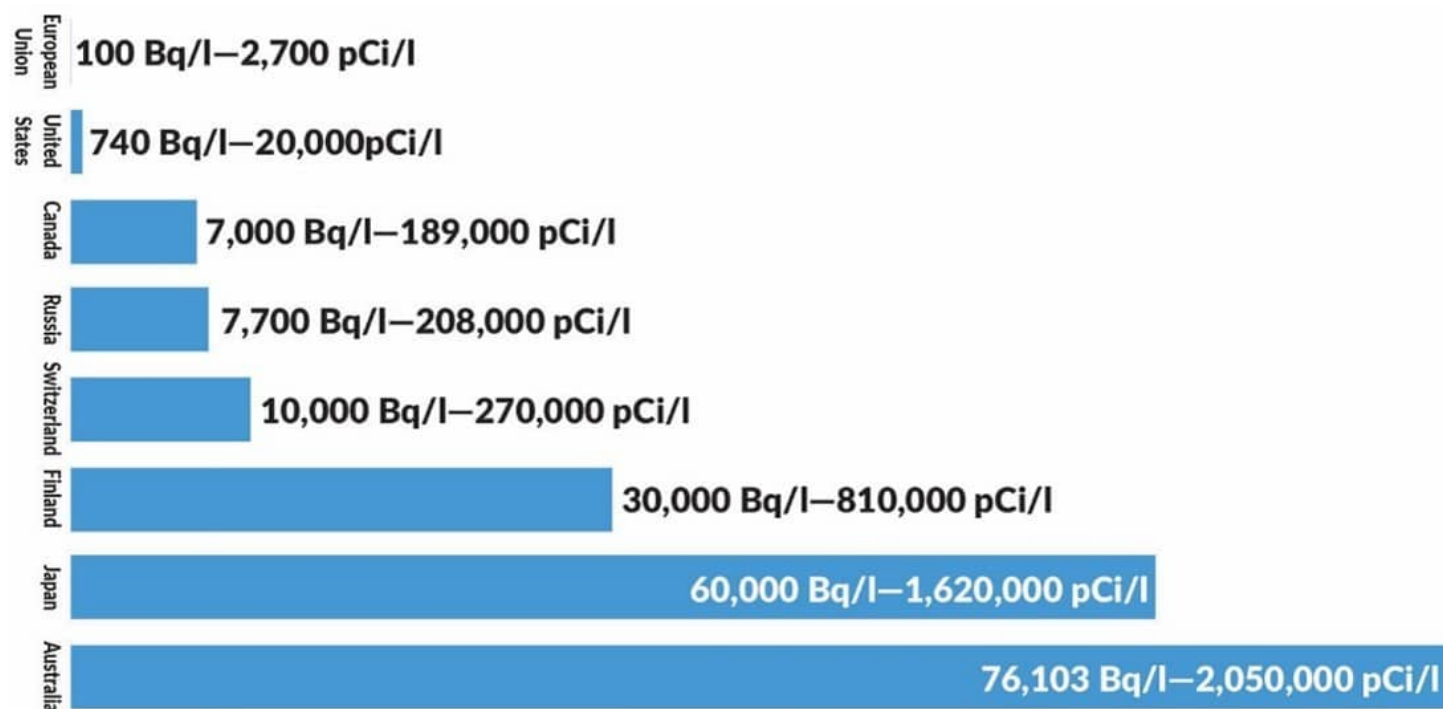 European
Union
100 Bq/l—2,700 pCi/l
United
States
740 Bq/l—20,000pCi/l
Canada
7,000 Bq/l—189,000 pCi/l
Russia
7,700 Bq/l—208,000 pCi/l
Switzerland
10,000 Bq/l—270,000 pCi/l
Finland
30,000 Bq/l—810,000 pCi/l
Japan
60,000 Bq/l—1,620,000 pCi/l
Australia
76,103 Bq/l—2,050,000 pCi/l